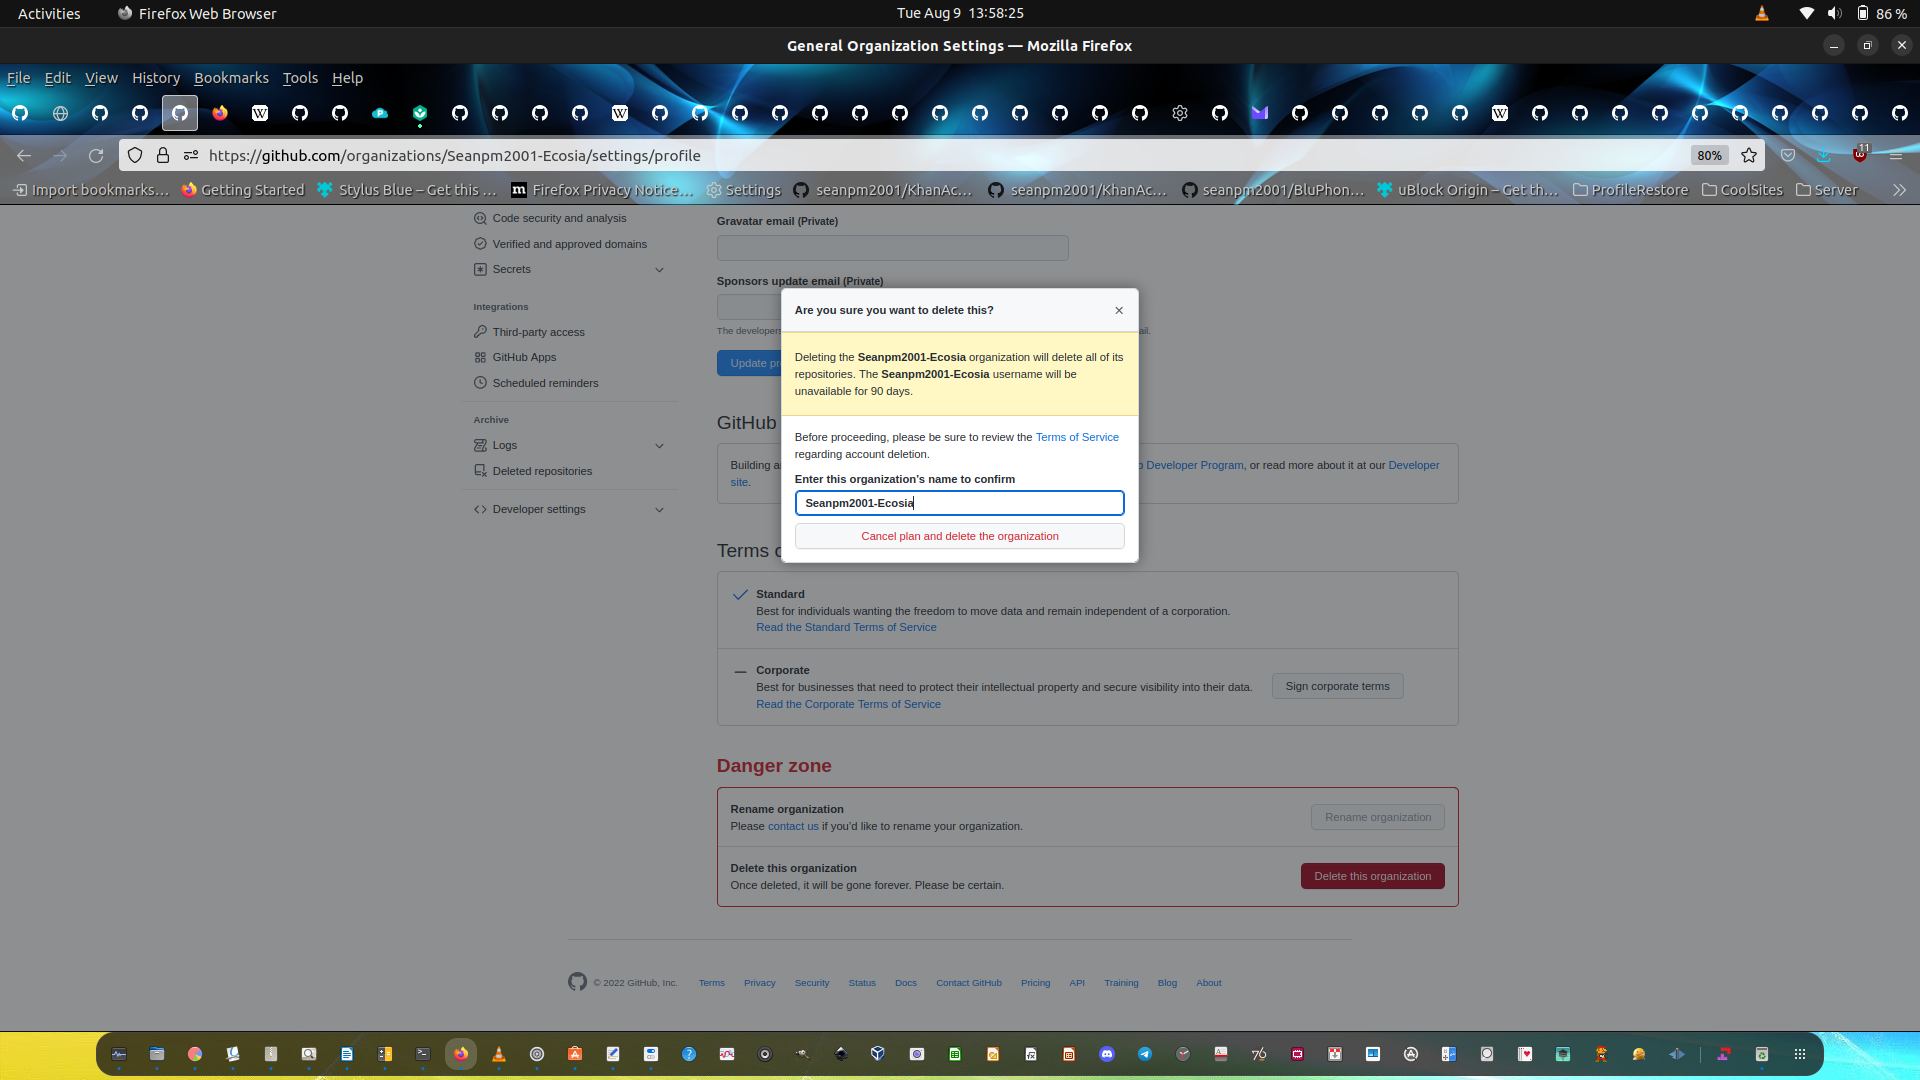 Activities
Firefox Web Browser
Tue Aug 9 13:58:25
86 %
General Organization Settings — Mozilla Firefox
File Edit View History Bookmarks Tools Help
https://github.com/organizations/Seanpm2001-Ecosia/settings/profile
80%
11
Import bookmarks…
Getting Started
Stylus Blue – Get this …
Firefox Privacy Notice…
Settings
seanpm2001/KhanAc…
seanpm2001/KhanAc…
seanpm2001/BluPhon…
uBlock Origin – Get th…
ProfileRestore
CoolSites
Server
Code security and analysis
Verified and approved domains
Secrets
Integrations
Third-party access
GitHub Apps
Scheduled reminders
Archive
Logs
Deleted repositories
Developer settings
Gravatar email (Private)
Sponsors update email (Private)
The developer
ail.
Update pr
Are you sure you want to delete this?
Deleting the Seanpm2001-Ecosia organization will delete all of its
repositories. The Seanpm2001-Ecosia username will be
unavailable for 90 days.
Before proceeding, please be sure to review the Terms of Service
regarding account deletion.
Enter this organization's name to confirm
Seanpm2001-Ecosia
Cancel plan and delete the organization
GitHub
Building a
Developer Program, or read more about it at our Developer
site.
Terms o
Standard
Best for individuals wanting the freedom to move data and remain independent of a corporation.
Read the Standard Terms of Service
Corporate
Best for businesses that need to protect their intellectual property and secure visibility into their data.
Read the Corporate Terms of Service
Sign corporate terms
Danger zone
Rename organization
Please contact us if you'd like to rename your organization.
Rename organization
Delete this organization
Once deleted, it will be gone forever. Please be certain.
Delete this organization
© 2022 GitHub, Inc.
Terms
Privacy
Security
Status
Docs
Contact GitHub
Pricing
API
Training
Blog
About